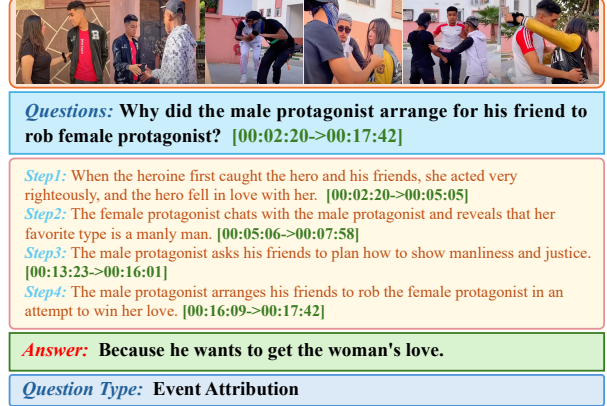 Questions: Why did the male protagonist arrange for his friend to
rob female protagonist? [00:02:20->00:17:42]
Step1: When the heroine first caught the hero and his friends, she acted very
righteously, and the hero fell in love with her. [00:02:20->00:05:05]
Step2: The female protagonist chats with the male protagonist and reveals that her
favorite type is a manly man. [00:05:06->00:07:58]
Step3: The male protagonist asks his friends to plan how to show manliness and justice.
[00:13:23->00:16:01]
Step4: The male protagonist arranges his friends to rob the female protagonist in an
attempt to win her love. [00:16:09->00:17:42]
Answer: Because he wants to get the woman's love.
Question Type: Event Attribution